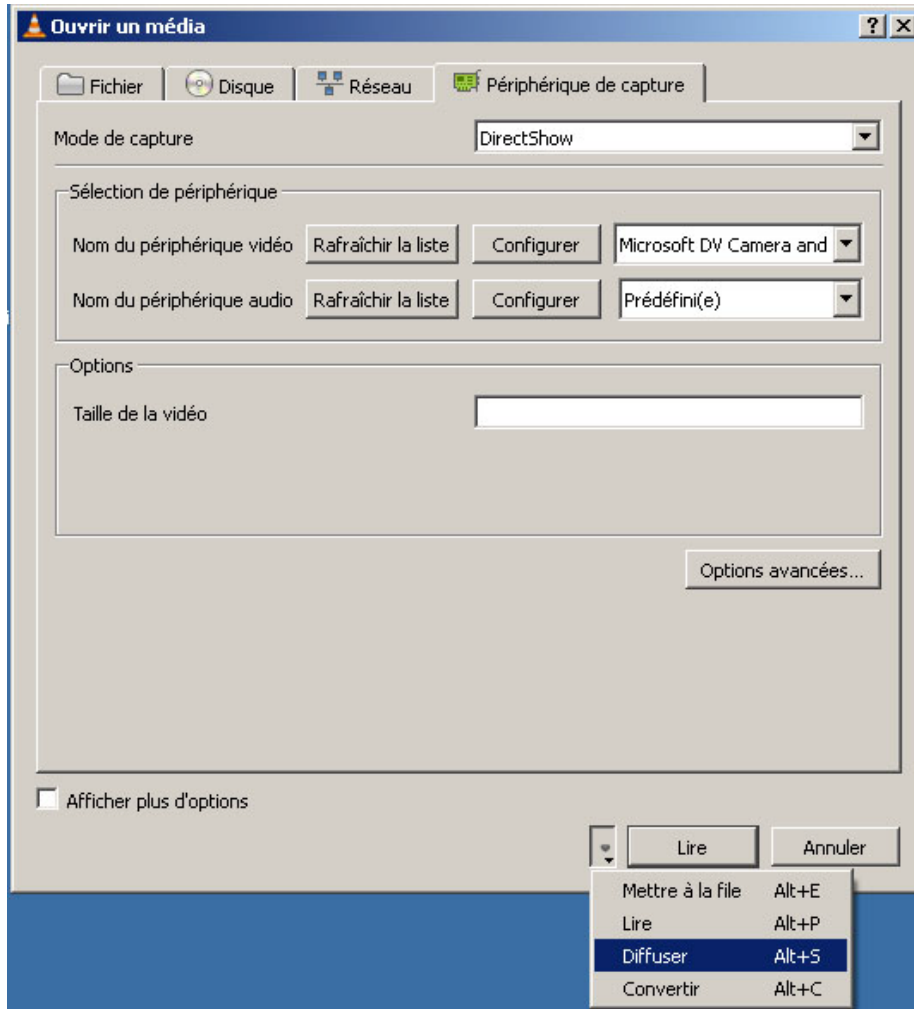 Ouvrir un média
Fichier Disque Réseau Périphérique de capture
Mode de capture DirectShow
Sélection de périphérique
Nom du périphérique vidéo Rafraîchir la liste Configurer Microsoft DV Camera and
Nom du périphérique audio Rafraîchir la liste Configurer Prédéfini(e)
Options
Taille de la vidéo
Options avancées...
Afficher plus d'options
Lire Annuler
Mettre à la file Alt+E
Lire Alt+P
Diffuser Alt+S
Convertir Alt+C